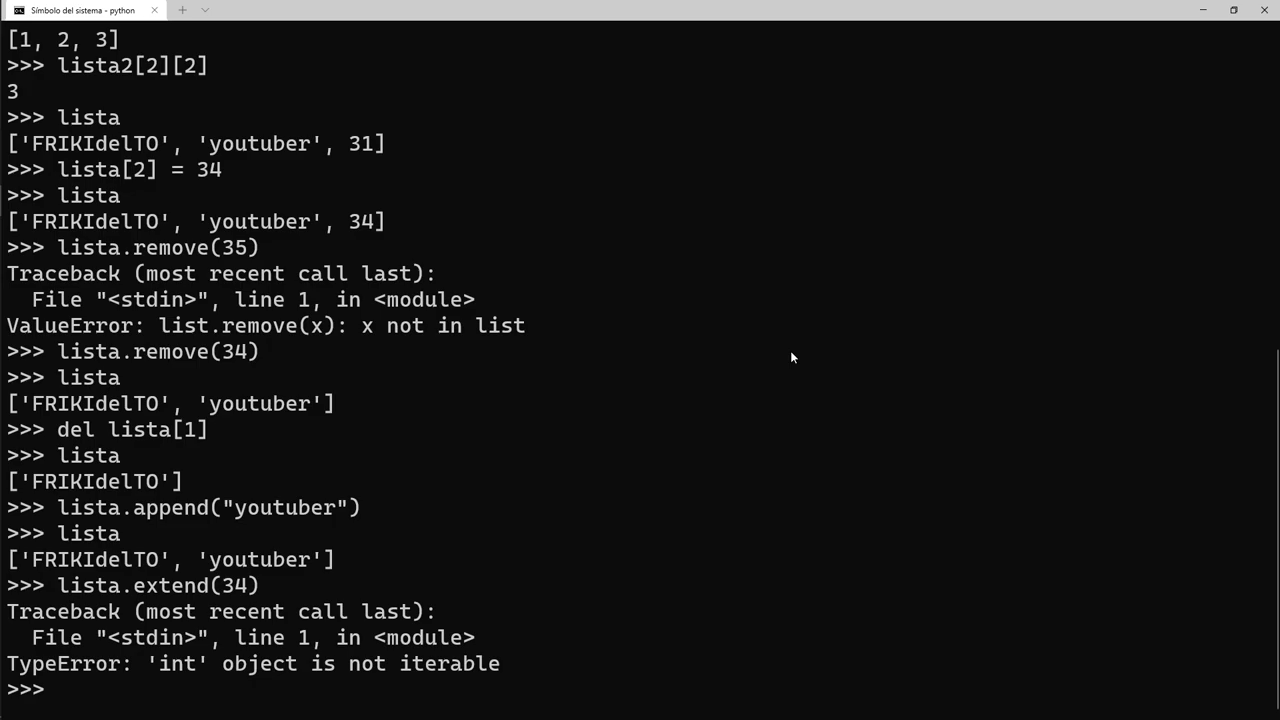 Símbolo del sistema - python
[1, 2, 3]
>>> lista2[2][2]
3
>>> lista
['FRIKIdelTO', 'youtuber', 31]
>>> lista[2] = 34
>>> lista
['FRIKIdelTO', 'youtuber', 34]
>>> lista.remove(35)
Traceback (most recent call last):
  File "<stdin>", line 1, in <module>
ValueError: list.remove(x): x not in list
>>> lista.remove(34)
>>> lista
['FRIKIdelTO', 'youtuber']
>>> del lista[1]
>>> lista
['FRIKIdelTO']
>>> lista.append("youtuber")
>>> lista
['FRIKIdelTO', 'youtuber']
>>> lista.extend(34)
Traceback (most recent call last):
  File "<stdin>", line 1, in <module>
TypeError: 'int' object is not iterable
>>>